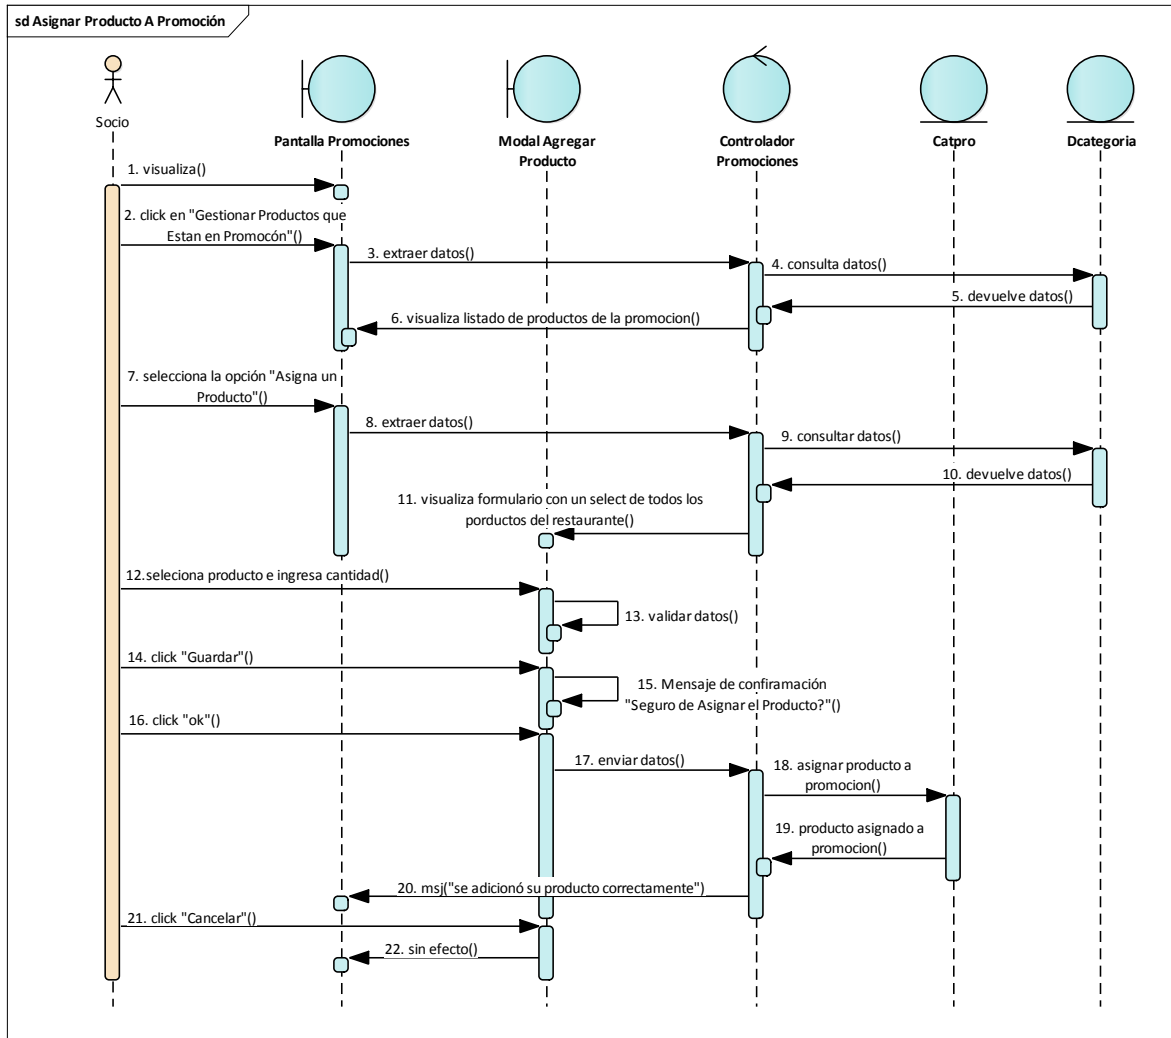 sd Asignar Producto A Promoción
Socio
Pantalla Promociones
Modal Agregar
Producto
Controlador
Promociones
Catpro
Dcategoria
1. visualiza()
2. click en "Gestionar Productos que
Estan en Promocón"()
3. extraer datos()
4. consulta datos()
5. devuelve datos()
6. visualiza listado de productos de la promocion()
7. selecciona la opción "Asigna un
Producto"()
8. extraer datos()
9. consultar datos()
10. devuelve datos()
11. visualiza formulario con un select de todos los
porductos del restaurante()
12.seleciona producto e ingresa cantidad()
13. validar datos()
14. click "Guardar"()
15. Mensaje de confiramación
"Seguro de Asignar el Producto?"()
16. click "ok"()
17. enviar datos()
18. asignar producto a
promocion()
19. producto asignado a
promocion()
20. msj("se adicionó su producto correctamente")
21. click "Cancelar"()
22. sin efecto()